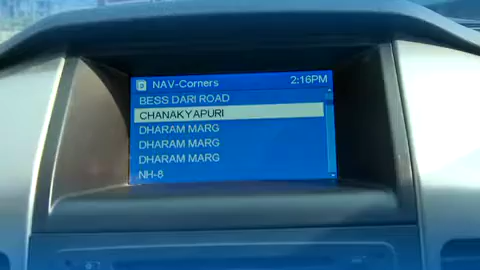 NAV-Corners 2:16PM
BESS DARI ROAD
CHANAKYAPURI
DHARAM MARG
DHARAM MARG
DHARAM MARG
NH-8